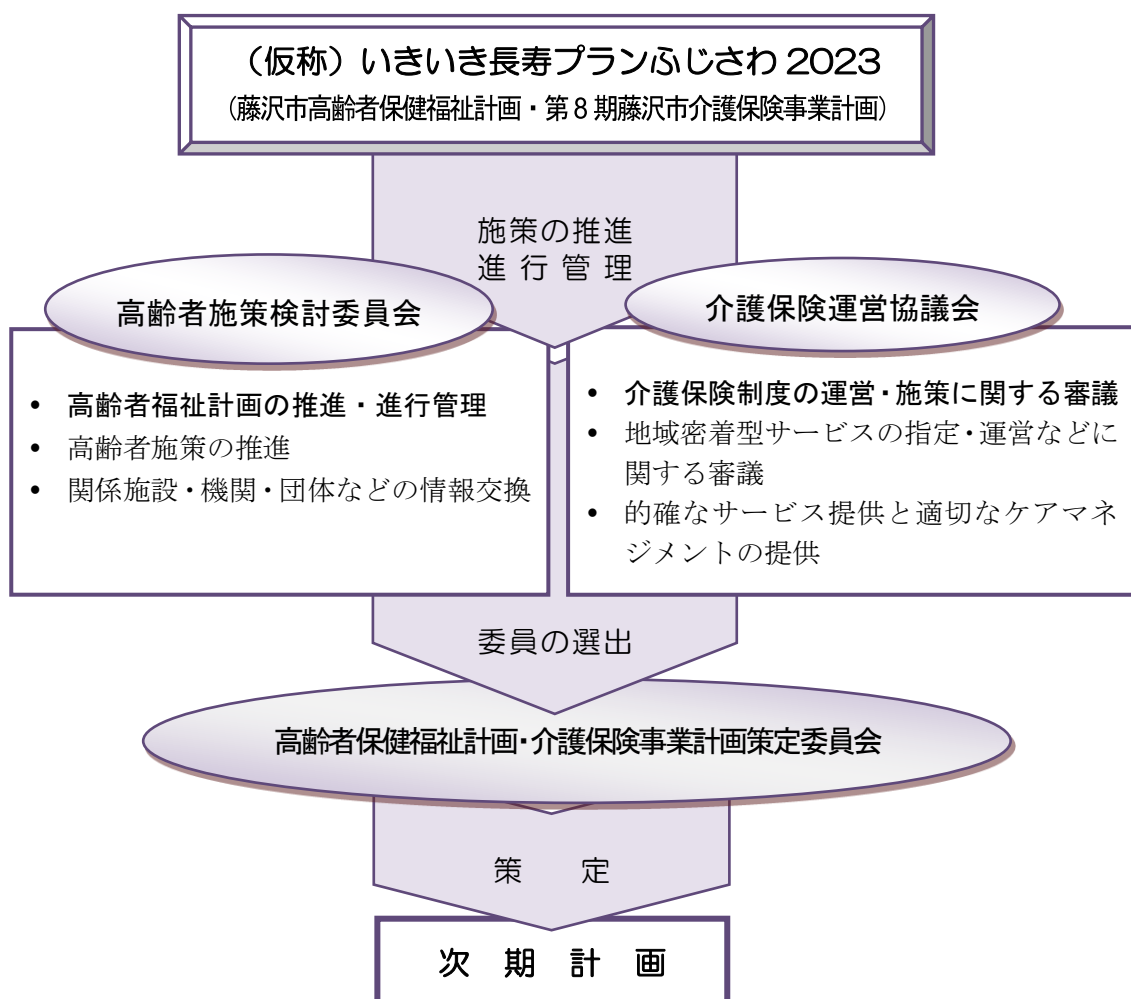 (仮称)いきいき長寿プランふじさわ 2023
(藤沢市高齢者保健福祉計画・第8期藤沢市介護保険事業計画)
施策の推進
進行管理
高齢者施策検討委員会
• 高齢者福祉計画の推進・進行管理
• 高齢者施策の推進
• 関係施設・機関・団体などの情報交換
介護保険運営協議会
• 介護保険制度の運営・施策に関する審議
• 地域密着型サービスの指定・運営などに
関する審議
• 的確なサービス提供と適切なケアマネ
ジメントの提供
委員の選出
高齢者保健福祉計画・介護保険事業計画策定委員会
策　定
次　期　計　画